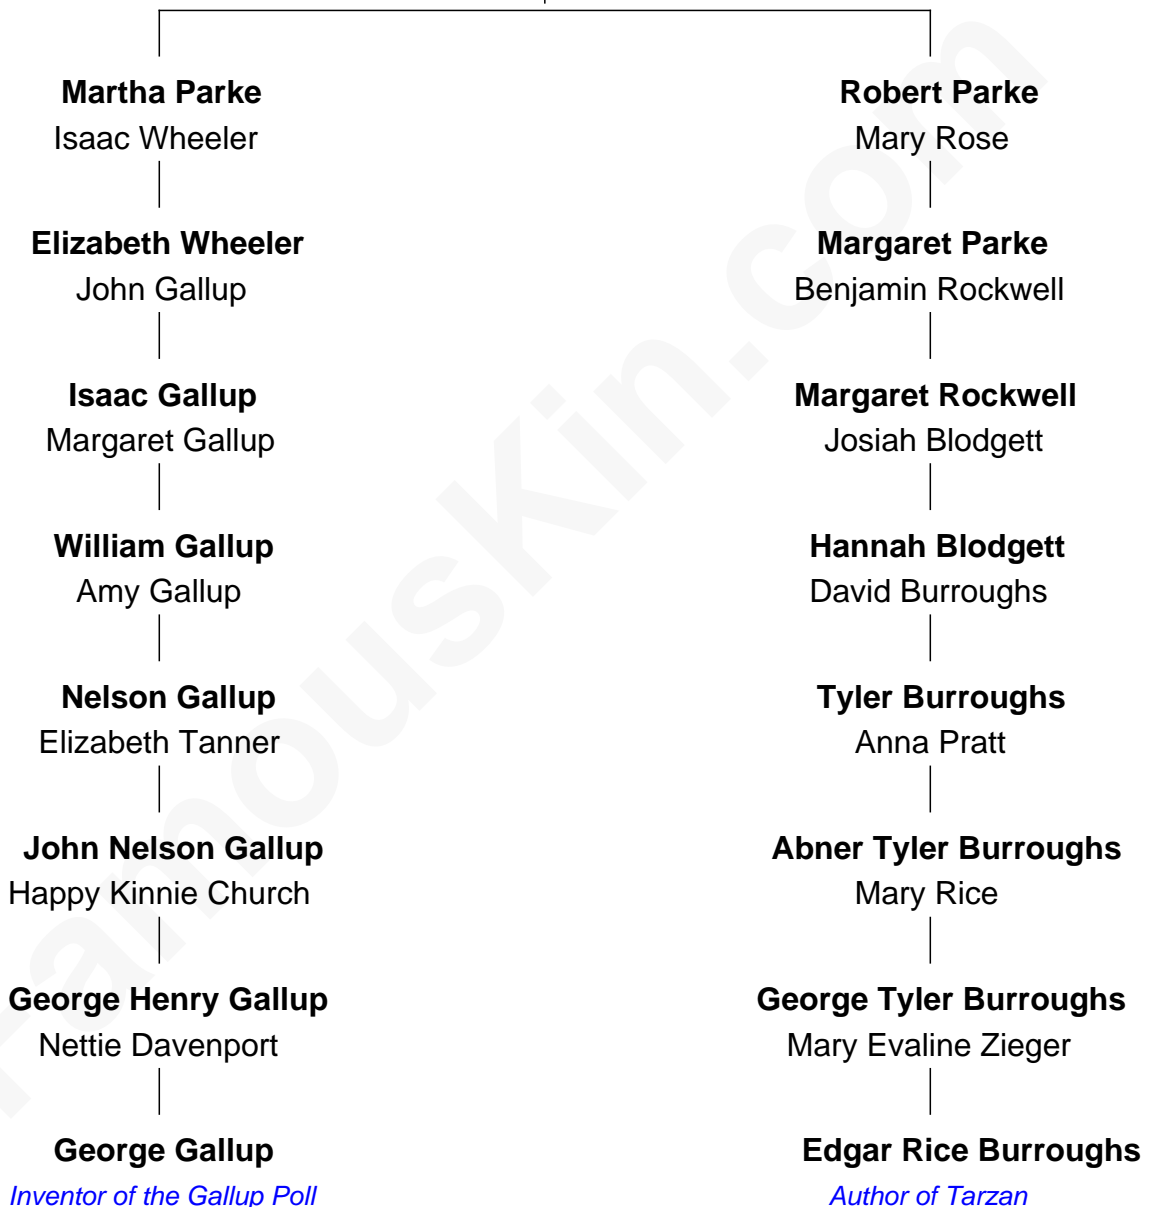 Martha Parke
Isaac Wheeler
Robert Parke
Mary Rose
Elizabeth Wheeler
John Gallup
Margaret Parke
Benjamin Rockwell
Isaac Gallup
Margaret Gallup
Margaret Rockwell
Josiah Blodgett
William Gallup
Amy Gallup
Hannah Blodgett
David Burroughs
Nelson Gallup
Elizabeth Tanner
Tyler Burroughs
Anna Pratt
John Nelson Gallup
Happy Kinnie Church
Abner Tyler Burroughs
Mary Rice
George Henry Gallup
Nettie Davenport
George Tyler Burroughs
Mary Evaline Zieger
George Gallup
Inventor of the Gallup Poll
Edgar Rice Burroughs
Author of Tarzan
FamousKin.com